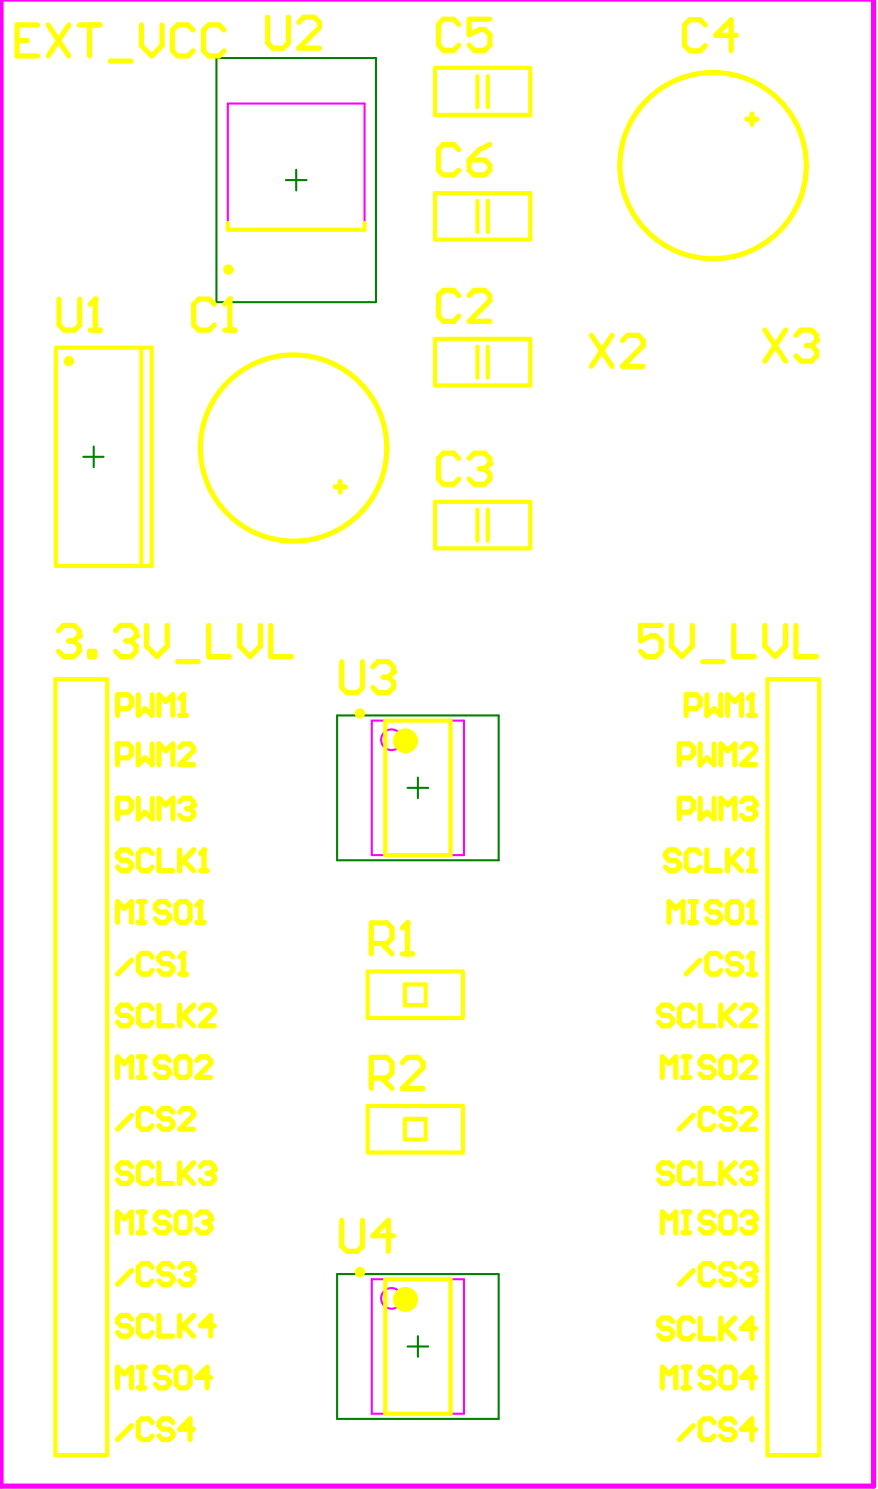 EXT_VCC U2 C5 C4
C6
U1 C1 C2 X2 X3
C3
3.3V_LVL 5V_LVL
U3
PWM1 PWM1
PWM2 PWM2
PWM3 PWM3
SCLK1 SCLK1
MISO1 MISO1
R1
/CS1 /CS1
SCLK2 SCLK2
MISO2 MISO2
R2
/CS2 /CS2
SCLK3 SCLK3
MISO3 MISO3
U4
/CS3 /CS3
SCLK4 SCLK4
MISO4 MISO4
/CS4 /CS4